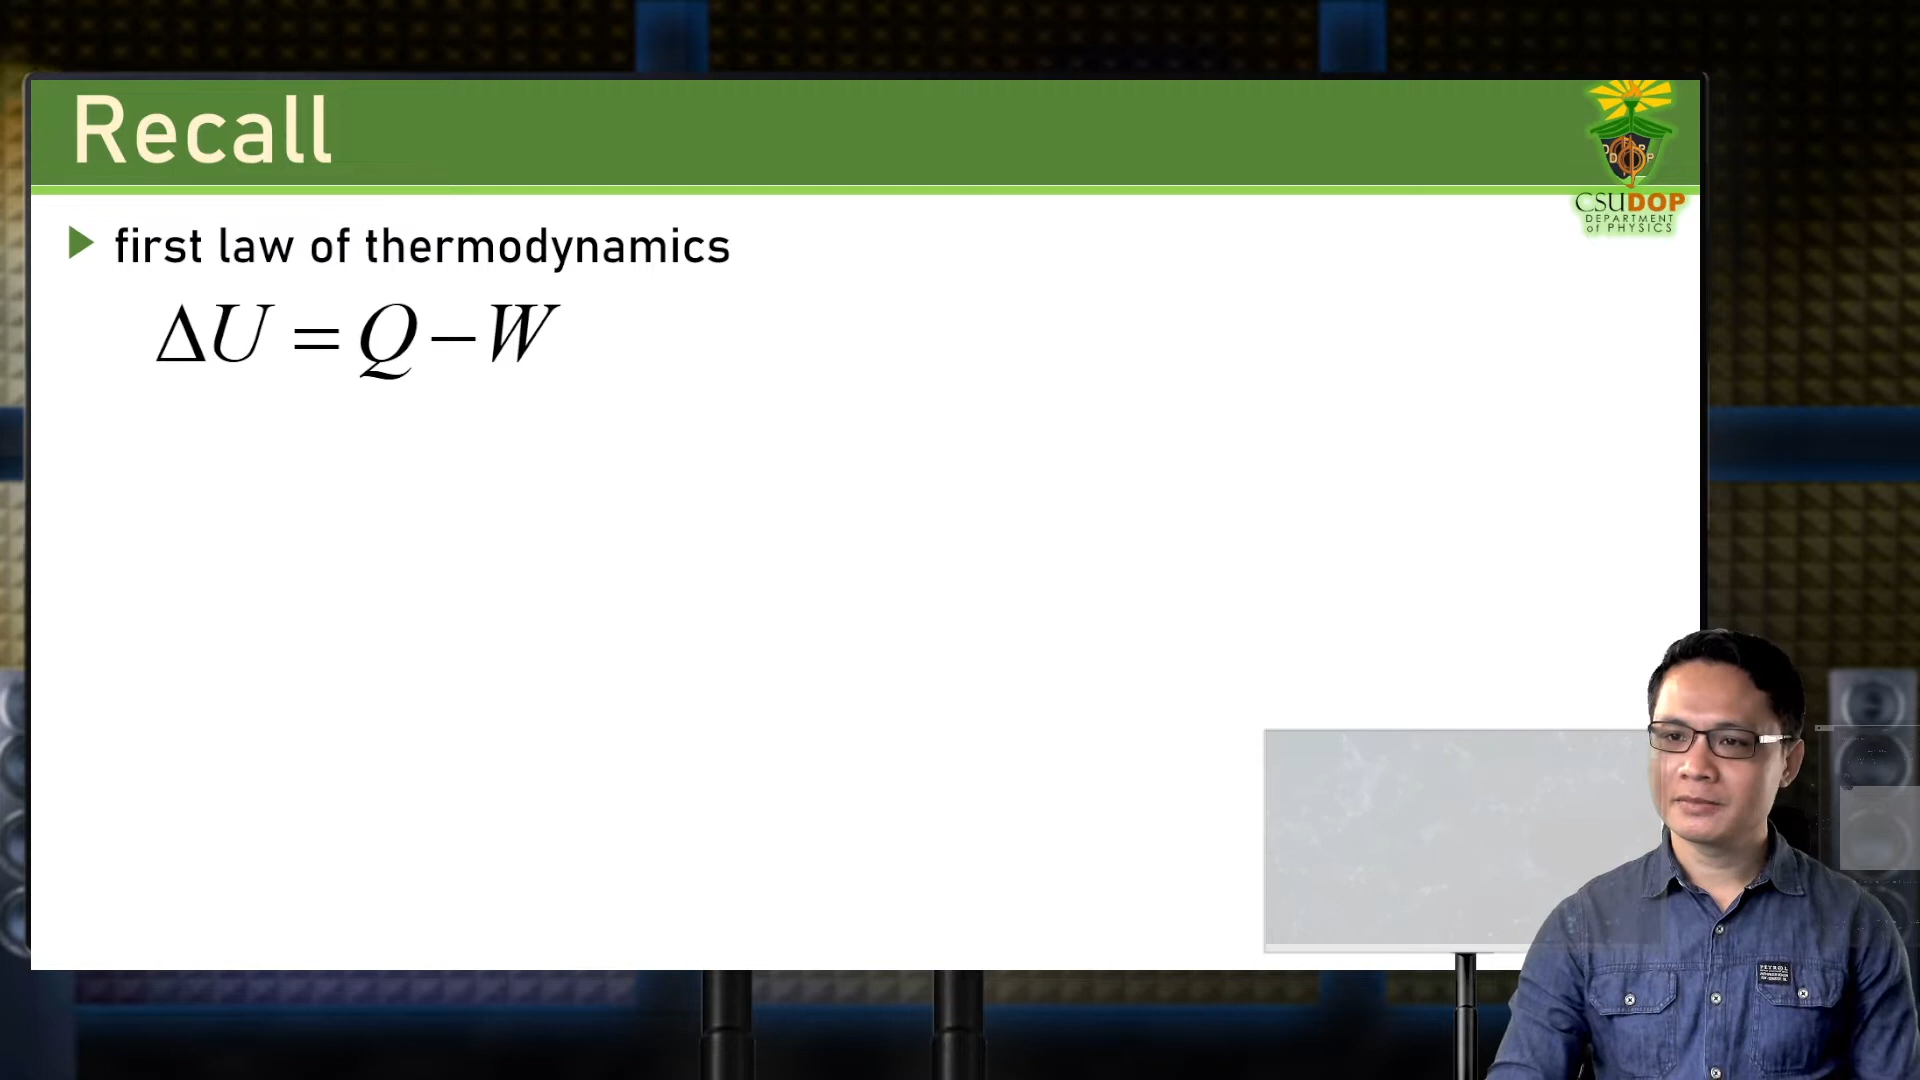 Recall
first law of thermodynamics
ΔU = Q − W
CSUDOP
DEPARTMENT
of PHYSICS